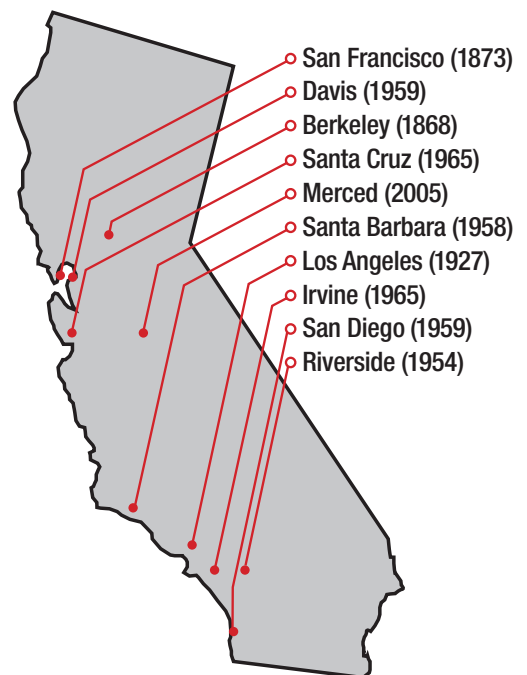 San Francisco (1873)
Davis (1959)
Berkeley (1868)
Santa Cruz (1965)
Merced (2005)
Santa Barbara (1958)
Los Angeles (1927)
Irvine (1965)
San Diego (1959)
Riverside (1954)